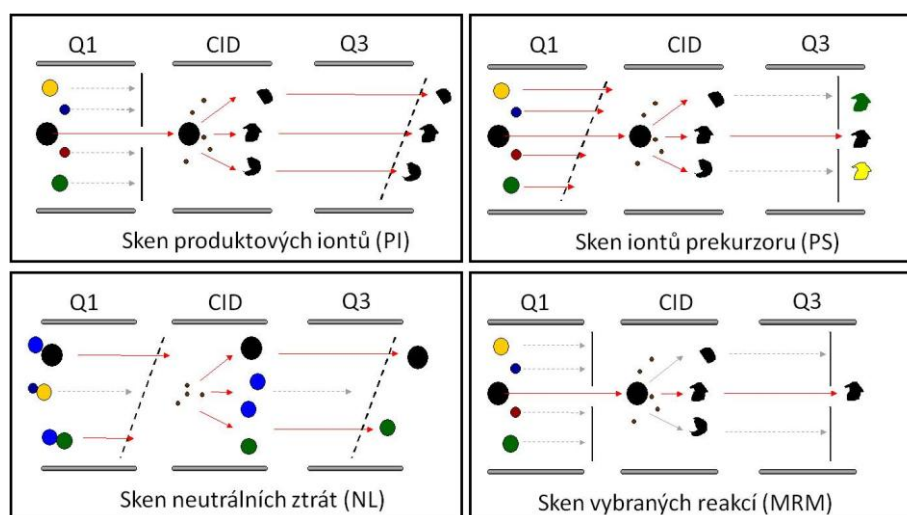 Q1 CID Q3
Sken produktových iontů (PI)
Q1 CID Q3
Sken iontů prekurzoru (PS)
Q1 CID Q3
Sken neutrálních ztrát (NL)
Q1 CID Q3
Sken vybraných reakcí (MRM)